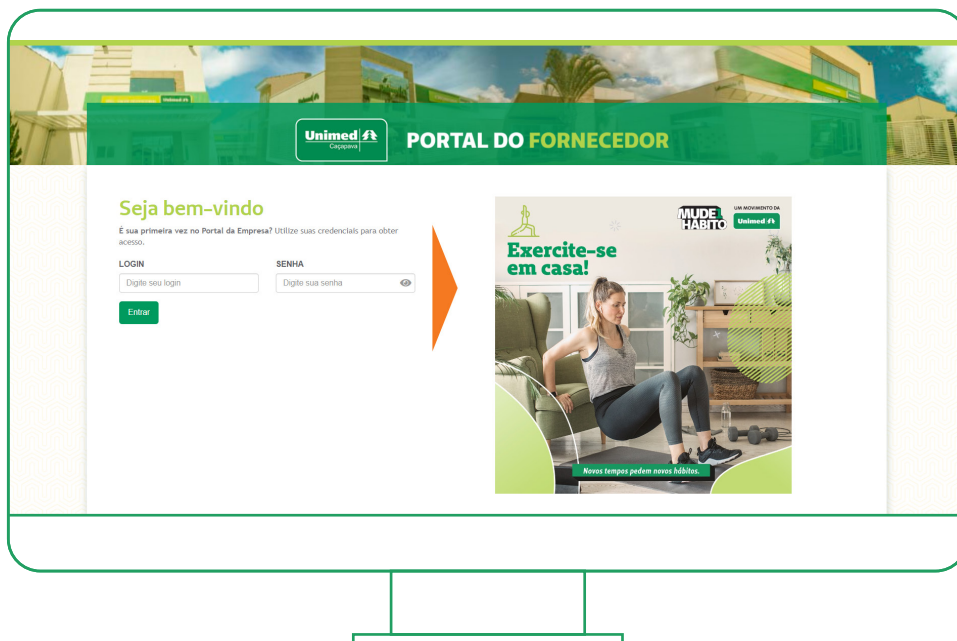 Unimed
Unimed
Caçapava
PORTAL DO FORNECEDOR
Seja bem-vindo
É sua primeira vez no Portal da Empresa? Utilize suas credenciais para obter
acesso.
LOGIN
SENHA
Digite seu login
Digite sua senha
Entrar
MUDE1
HÁBITO
UM MOVIMENTO DA
Unimed
Exercite-se
em casa!
Novos tempos pedem novos hábitos.